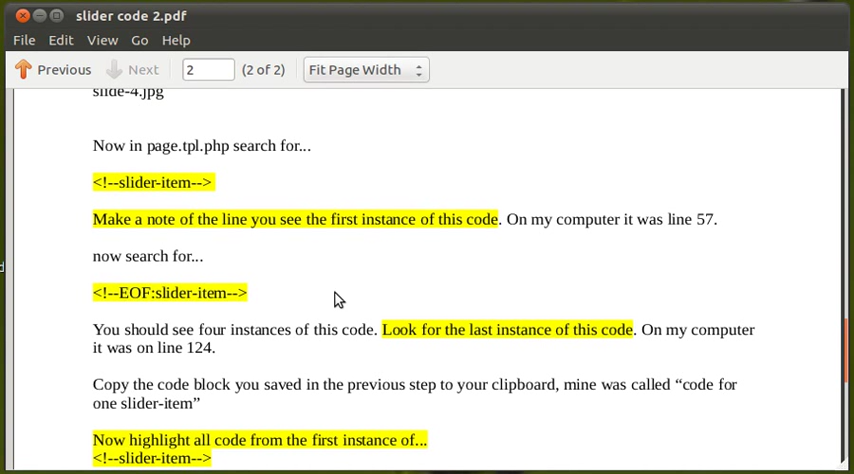 slider code 2.pdf
File Edit View Go Help
Previous Next 2 (2 of 2) Fit Page Width
slide-4.jpg
Now in page.tpl.php search for...
<!--slider-item-->
Make a note of the line you see the first instance of this code. On my computer it was line 57.
now search for...
<!--EOF:slider-item-->
You should see four instances of this code. Look for the last instance of this code. On my computer
it was on line 124.
Copy the code block you saved in the previous step to your clipboard, mine was called “code for
one slider-item”
Now highlight all code from the first instance of...
<!--slider-item-->